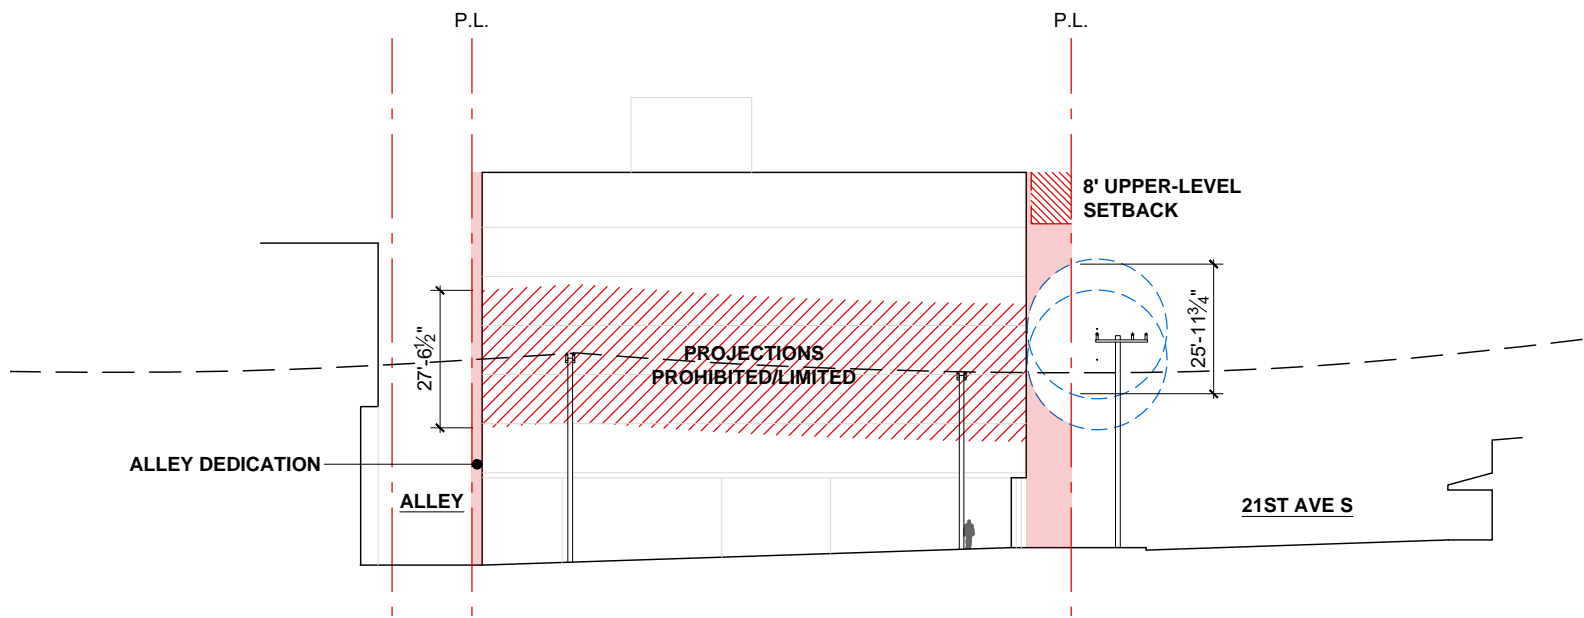 P.L.
P.L.
8' UPPER-LEVEL
SETBACK
27'-6½"
25'-11¾"
PROJECTIONS
PROHIBITED/LIMITED
ALLEY DEDICATION
ALLEY
21ST AVE S